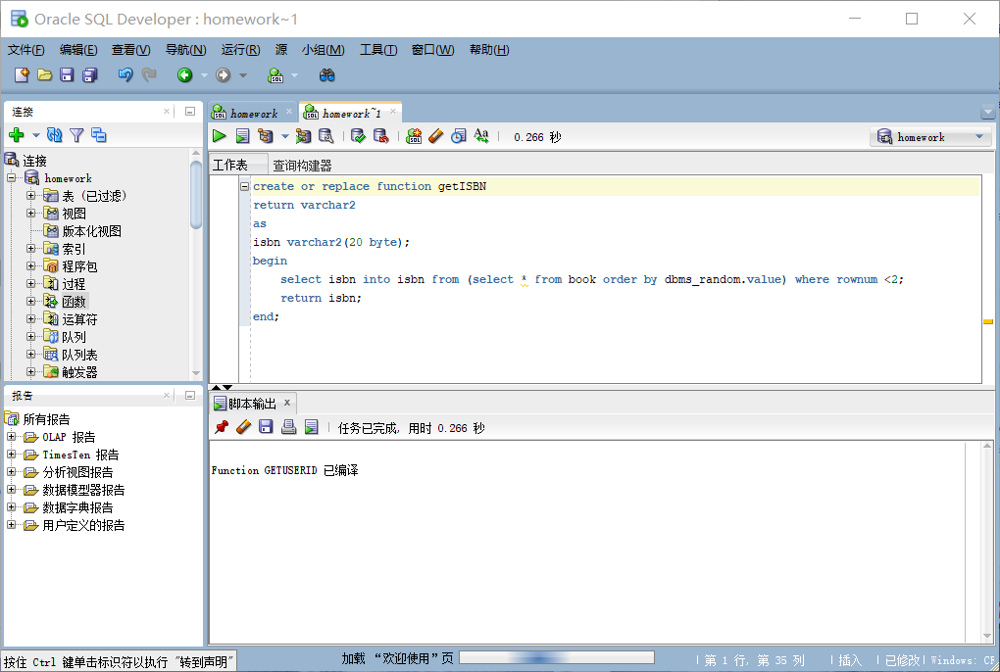 Oracle SQL Developer : homework~1
文件(F) 编辑(E) 查看(V) 导航(N) 运行(R) 源 小组(M) 工具(T) 窗口(W) 帮助(H)
连接
连接
homework
表 (已过滤)
视图
版本化视图
索引
程序包
过程
函数
运算符
队列
队列表
触发器
报告
所有报告
OLAP 报告
TimesTen 报告
分析视图报告
数据模型器报告
数据字典报告
用户定义的报告
homework homework~1
0.266 秒
homework
工作表 查询构建器
create or replace function getISBN
return varchar2
as
isbn varchar2(20 byte);
begin
select isbn into isbn from (select * from book order by dbms_random.value) where rownum <2;
return isbn;
end;
脚本输出 x
任务已完成, 用时 0.266 秒
Function GETUSERID 已编译
按住 Ctrl 键单击标识符以执行 "转到声明" 加载 “欢迎使用” 页 第 1 行, 第 35 列 插入 已修改 Windows: CF